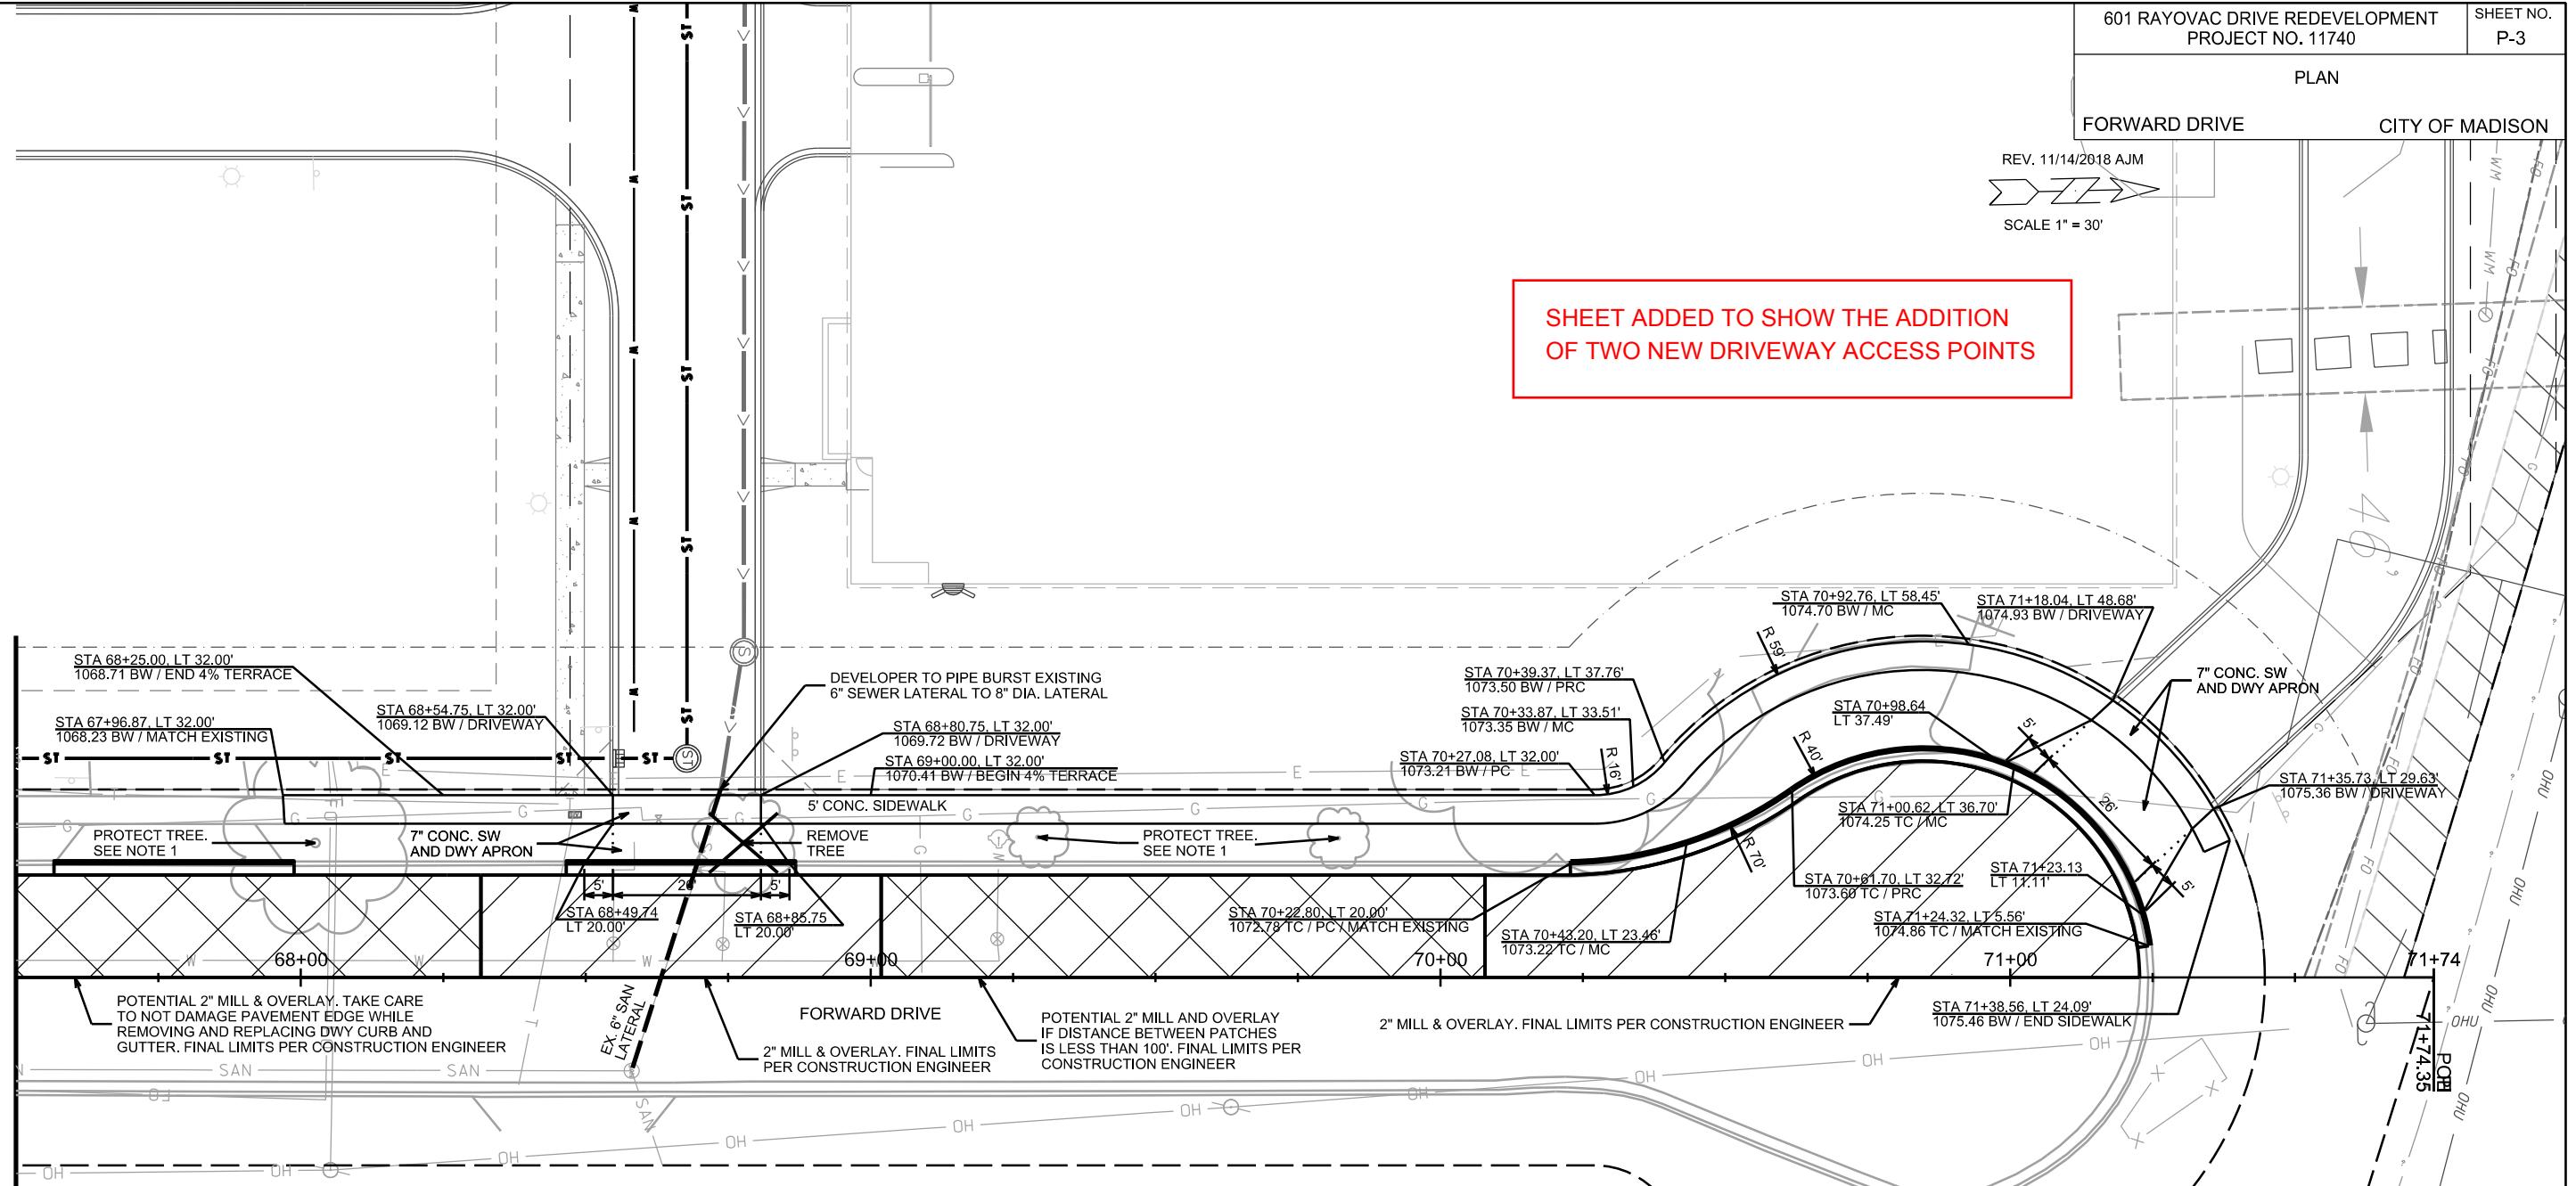 601 RAYOVAC DRIVE REDEVELOPMENT
PROJECT NO. 11740
SHEET NO.
P-3
PLAN
FORWARD DRIVE
CITY OF MADISON
REV. 11/14/2018 AJM
SCALE 1" = 30'
SHEET ADDED TO SHOW THE ADDITION
OF TWO NEW DRIVEWAY ACCESS POINTS
46'
STA 68+25.00, LT 32.00'
1068.71 BW / END 4% TERRACE
STA 67+96.87, LT 32.00'
1068.23 BW / MATCH EXISTING
STA 68+54.75, LT 32.00'
1069.12 BW / DRIVEWAY
DEVELOPER TO PIPE BURST EXISTING
6" SEWER LATERAL TO 8" DIA. LATERAL
STA 68+80.75, LT 32.00'
1069.72 BW / DRIVEWAY
STA 69+00.00, LT 32.00'
1070.41 BW / BEGIN 4% TERRACE
STA 70+39.37, LT 37.76'
1073.50 BW / PRC
STA 70+33.87, LT 33.51'
1073.35 BW / MC
STA 70+27.08, LT 32.00'
1073.21 BW / PC
STA 70+92.76, LT 58.45'
1074.70 BW / MC
STA 71+18.04, LT 48.68'
1074.93 BW / DRIVEWAY
7" CONC. SW
AND DWY APRON
STA 70+98.64
LT 37.49'
R 59'
R 16'
R 40'
R 70'
5'
26'
5'
STA 71+35.73, LT 29.63'
1075.36 BW / DRIVEWAY
STA 71+00.62, LT 36.70'
1074.25 TC / MC
5' CONC. SIDEWALK
PROTECT TREE.
SEE NOTE 1
7" CONC. SW
AND DWY APRON
REMOVE
TREE
PROTECT TREE.
SEE NOTE 1
5'
26'
5'
STA 68+49.74
LT 20.00'
STA 68+85.75
LT 20.00'
STA 70+22.80, LT 20.00'
1072.78 TC / PC / MATCH EXISTING
STA 70+43.20, LT 23.46'
1073.22 TC / MC
STA 70+61.70, LT 32.72'
1073.60 TC / PRC
STA 71+23.13
LT 11.11'
STA 71+24.32, LT 5.56'
1074.86 TC / MATCH EXISTING
68+00
69+00
70+00
71+00
71+74
POTENTIAL 2" MILL & OVERLAY. TAKE CARE
TO NOT DAMAGE PAVEMENT EDGE WHILE
REMOVING AND REPLACING DWY CURB AND
GUTTER. FINAL LIMITS PER CONSTRUCTION ENGINEER
EX. 6" SAN
LATERAL
FORWARD DRIVE
2" MILL & OVERLAY. FINAL LIMITS
PER CONSTRUCTION ENGINEER
POTENTIAL 2" MILL AND OVERLAY
IF DISTANCE BETWEEN PATCHES
IS LESS THAN 100'. FINAL LIMITS PER
CONSTRUCTION ENGINEER
2" MILL & OVERLAY. FINAL LIMITS PER CONSTRUCTION ENGINEER
STA 71+38.56, LT 24.09'
1075.46 BW / END SIDEWALK
71+74.35